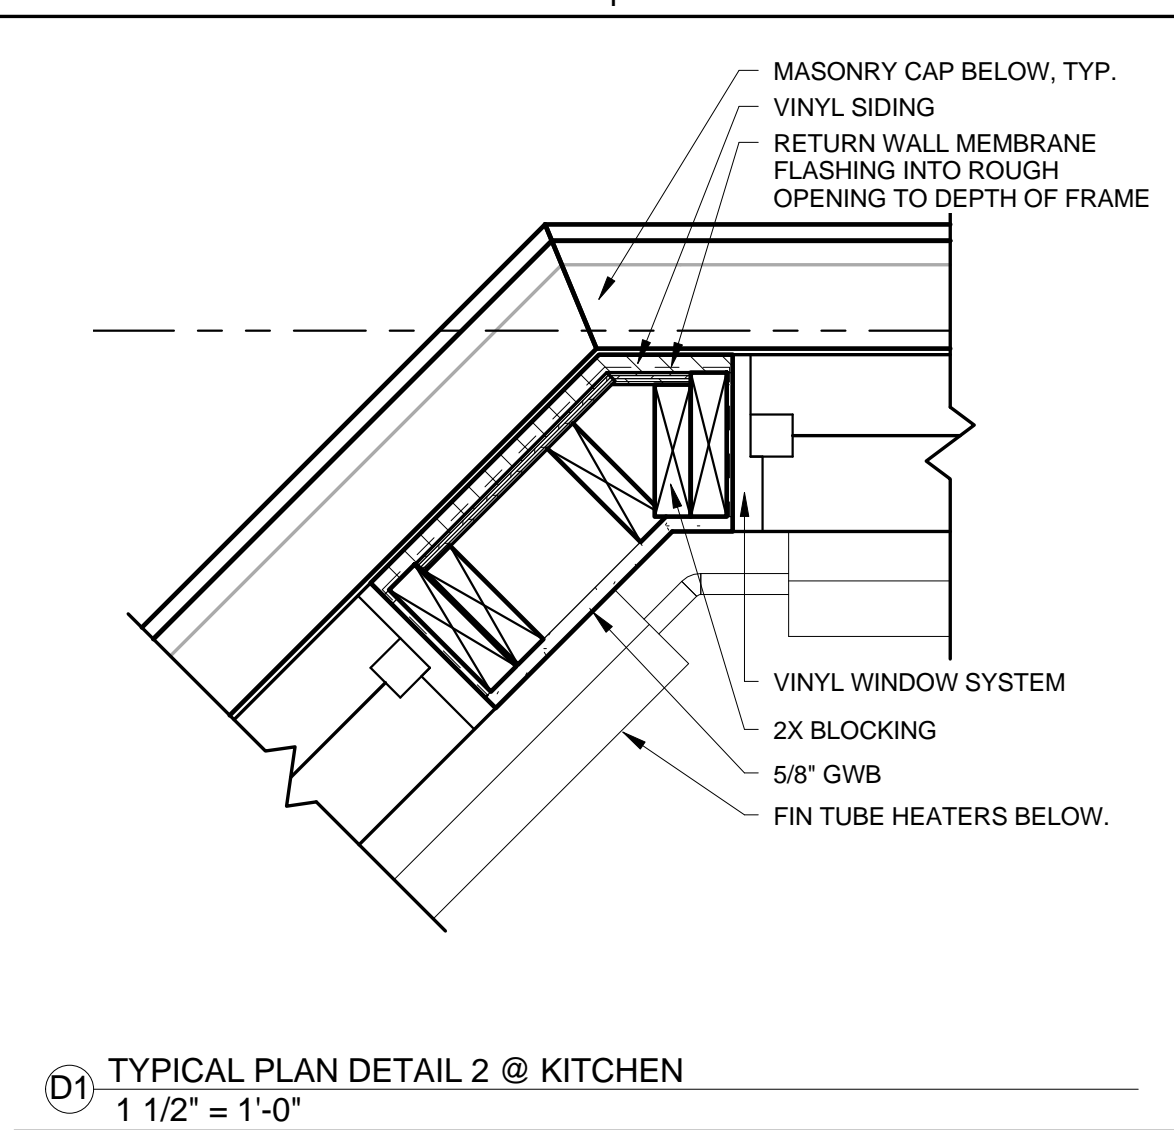 MASONRY CAP BELOW, TYP.
VINYL SIDING
RETURN WALL MEMBRANE
FLASHING INTO ROUGH
OPENING TO DEPTH OF FRAME
VINYL WINDOW SYSTEM
2X BLOCKING
5/8" GWB
FIN TUBE HEATERS BELOW.
D1
TYPICAL PLAN DETAIL 2 @ KITCHEN
1 1/2" = 1'-0"